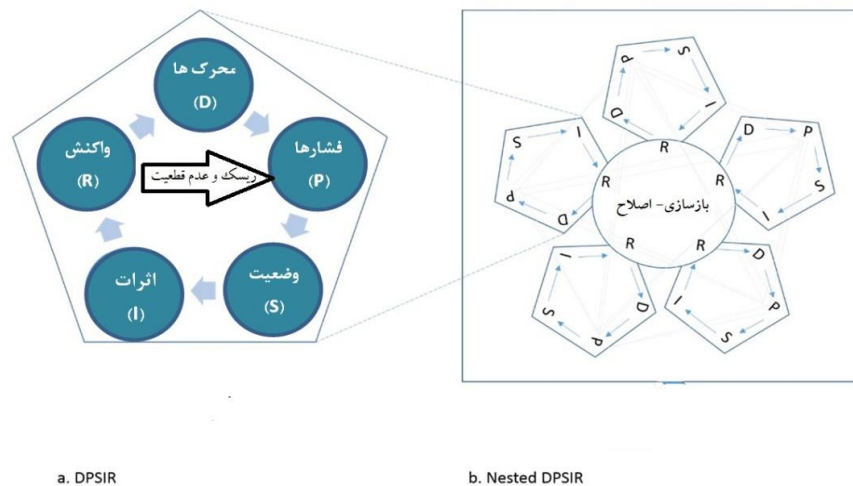 محرک ها
(D)
فشارها
(P)
وضعیت
(S)
اثرات
(I)
واکنش
(R)
ریسک و عدم قطعیت
P
S
I
R
D
D
P
S
I
R
D
P
S
I
R
D
P
S
I
R
D
P
S
I
R
بازسازی- اصلاح
a. DPSIR
b. Nested DPSIR